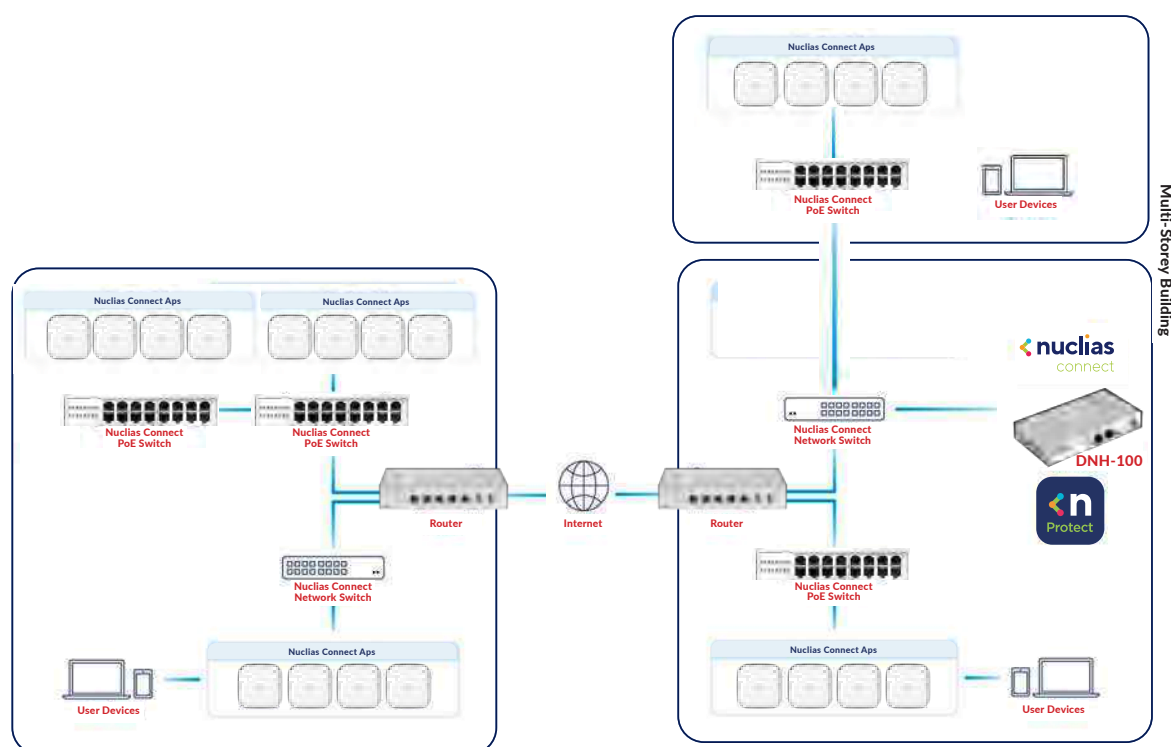 Nuclias Connect Aps
Nuclias Connect
PoE Switch
User Devices
Multi-Storey Building
Nuclias Connect Aps
Nuclias Connect Aps
Nuclias Connect
PoE Switch
Nuclias Connect
PoE Switch
nuclias
connect
Nuclias Connect
Network Switch
DNH-100
Router
Internet
Router
n
Protect
Nuclias Connect
Network Switch
Nuclias Connect
PoE Switch
Nuclias Connect Aps
User Devices
Nuclias Connect Aps
User Devices